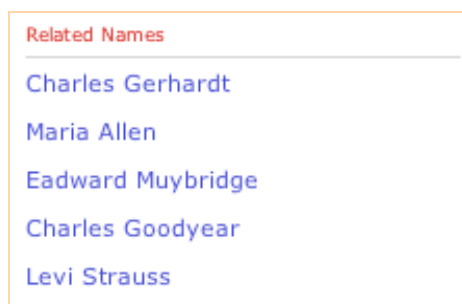 Related Names
Charles Gerhardt
Maria Allen
Eadward Muybridge
Charles Goodyear
Levi Strauss